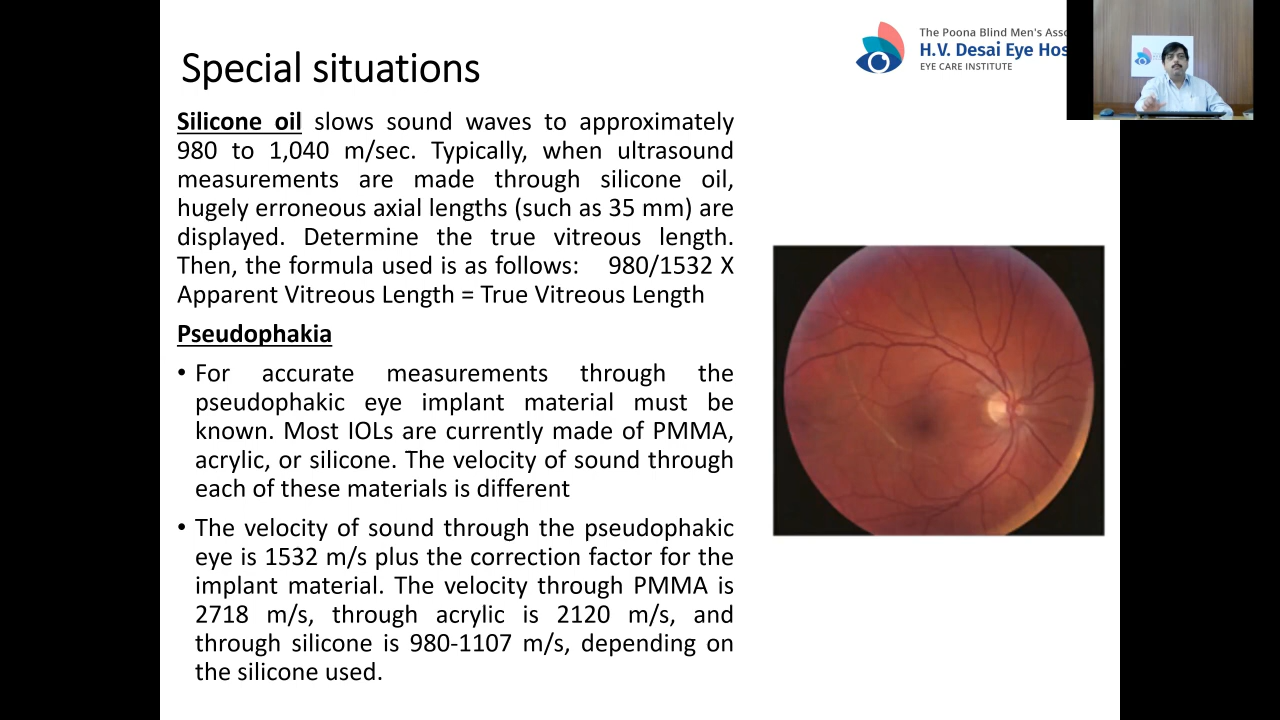 Special situations
The Poona Blind Men's Asso
H.V. Desai Eye Hos
EYE CARE INSTITUTE
Silicone oil slows sound waves to approximately
980 to 1,040 m/sec. Typically, when ultrasound
measurements are made through silicone oil,
hugely erroneous axial lengths (such as 35 mm) are
displayed. Determine the true vitreous length.
Then, the formula used is as follows: 980/1532 X
Apparent Vitreous Length = True Vitreous Length
Pseudophakia
• For accurate measurements through the
pseudophakic eye implant material must be
known. Most IOLs are currently made of PMMA,
acrylic, or silicone. The velocity of sound through
each of these materials is different
• The velocity of sound through the pseudophakic
eye is 1532 m/s plus the correction factor for the
implant material. The velocity through PMMA is
2718 m/s, through acrylic is 2120 m/s, and
through silicone is 980-1107 m/s, depending on
the silicone used.